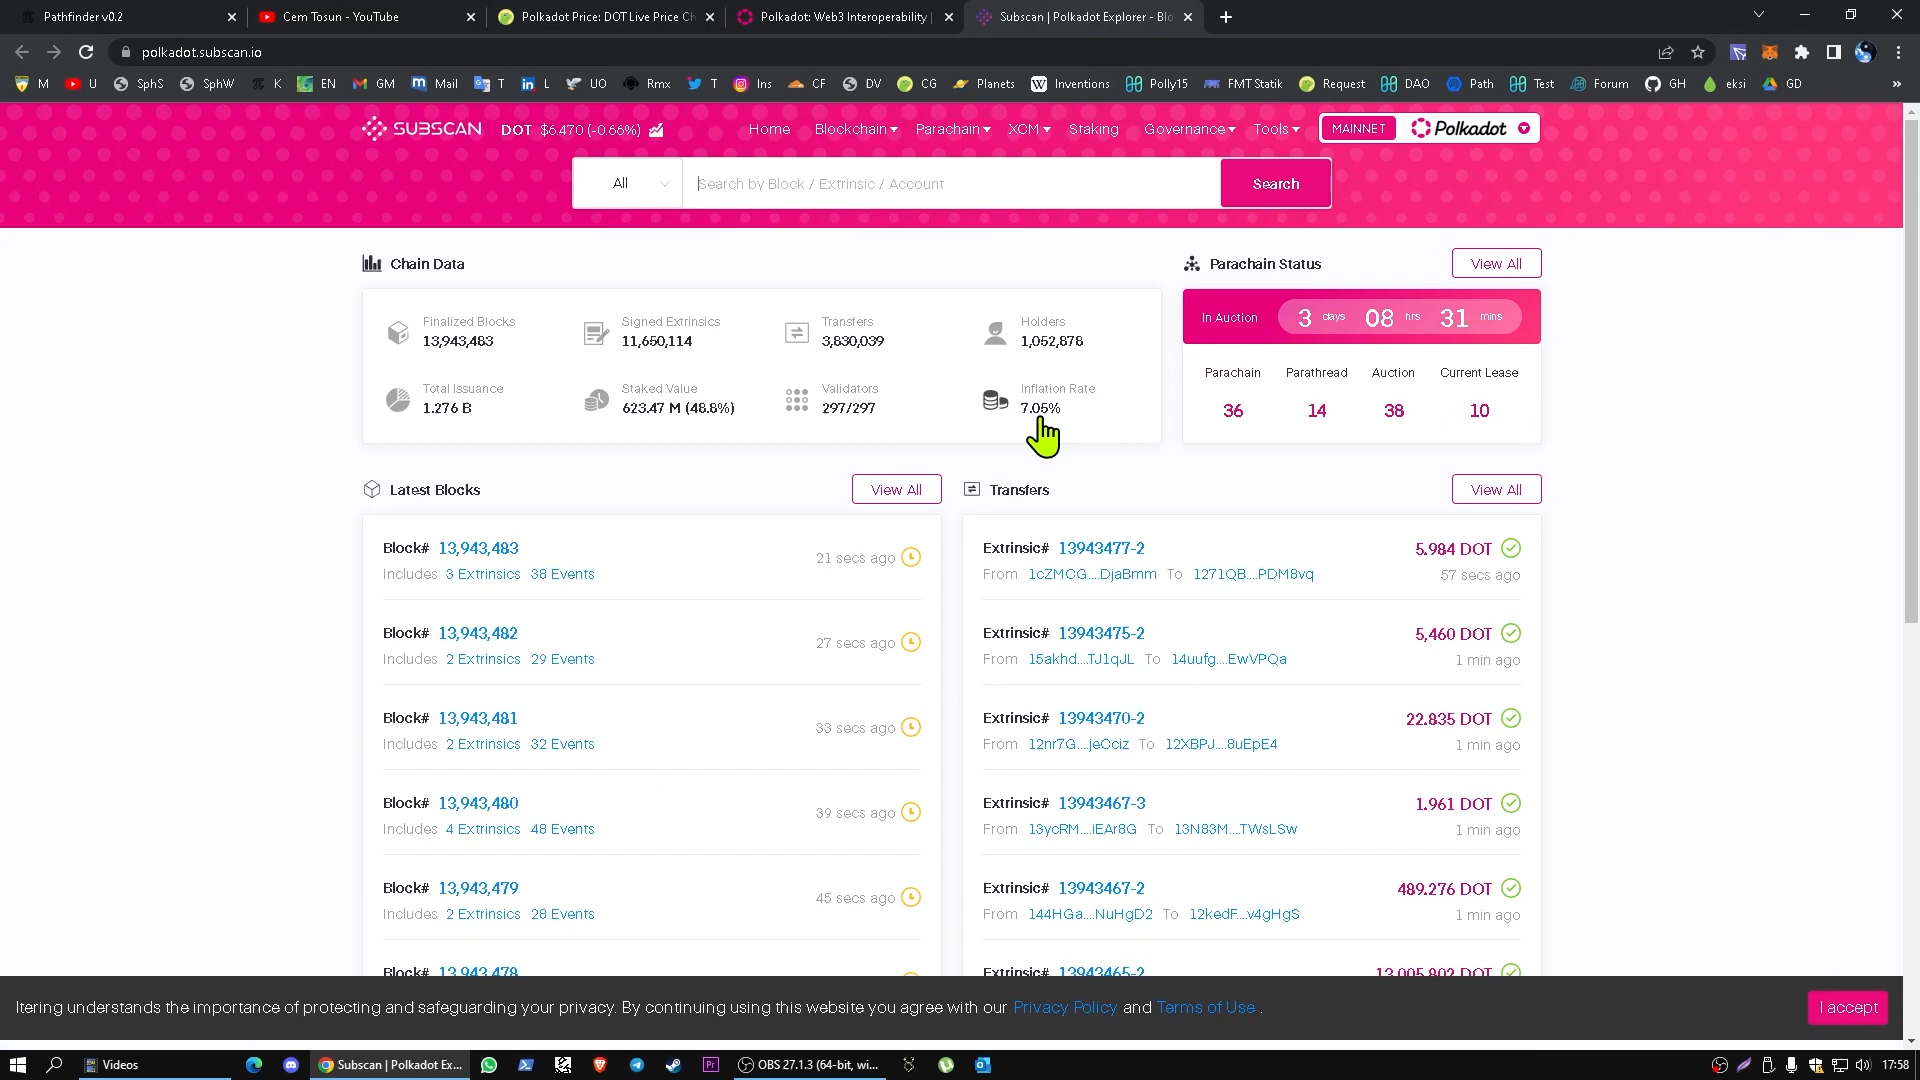 Pathfinder v0.2
Cem Tosun - YouTube
Polkadot Price: DOT Live Price Ch
Polkadot: Web3 Interoperability |
Subscan | Polkadot Explorer - Blo
polkadot.subscan.io
M U SphS SphW K EN GM Mail T L UO Rmx T Ins CF DV CG Planets Inventions Polly15 FMT Statik Request DAO Path Test Forum GH eksi GD »
SUBSCAN DOT $6.470 (-0.66%) Home Blockchain Parachain XCM Staking Governance Tools MAINNET Polkadot
All Search by Block / Extrinsic / Account Search
Chain Data
Finalized Blocks
13,943,483
Signed Extrinsics
11,650,114
Transfers
3,830,039
Holders
1,052,878
Total Issuance
1.276 B
Staked Value
623.47 M (48.8%)
Validators
297/297
Inflation Rate
7.05%
Parachain Status View All
In Auction 3 days 08 hrs 31 mins
Parachain Parathread Auction Current Lease
36 14 38 10
Latest Blocks View All
Block# 13,943,483
Includes 3 Extrinsics 38 Events
21 secs ago
Block# 13,943,482
Includes 2 Extrinsics 29 Events
27 secs ago
Block# 13,943,481
Includes 2 Extrinsics 32 Events
33 secs ago
Block# 13,943,480
Includes 4 Extrinsics 48 Events
39 secs ago
Block# 13,943,479
Includes 2 Extrinsics 28 Events
45 secs ago
Block# 13,943,478
Transfers View All
Extrinsic# 13943477-2 5.984 DOT
From 1cZMCG....DjaBmm To 1271QB....PDM8vq 57 secs ago
Extrinsic# 13943475-2 5,460 DOT
From 15akhd....TJ1qJL To 14uufg....EwVPQa 1 min ago
Extrinsic# 13943470-2 22.835 DOT
From 12nr7G....jeCciz To 12XBPJ....8uEpE4 1 min ago
Extrinsic# 13943467-3 1.961 DOT
From 13ycRM....iEAr8G To 13N83M....TWsLSw 1 min ago
Extrinsic# 13943467-2 489.276 DOT
From 144HGa....NuHgD2 To 12kedF....v4gHgS 1 min ago
Extrinsic# 13943465-2 13,005.802 DOT
Itering understands the importance of protecting and safeguarding your privacy. By continuing using this website you agree with our Privacy Policy and Terms of Use .
I accept
Videos
Subscan | Polkadot Ex...
Pr
OBS 27.1.3 (64-bit, wi...
17:58